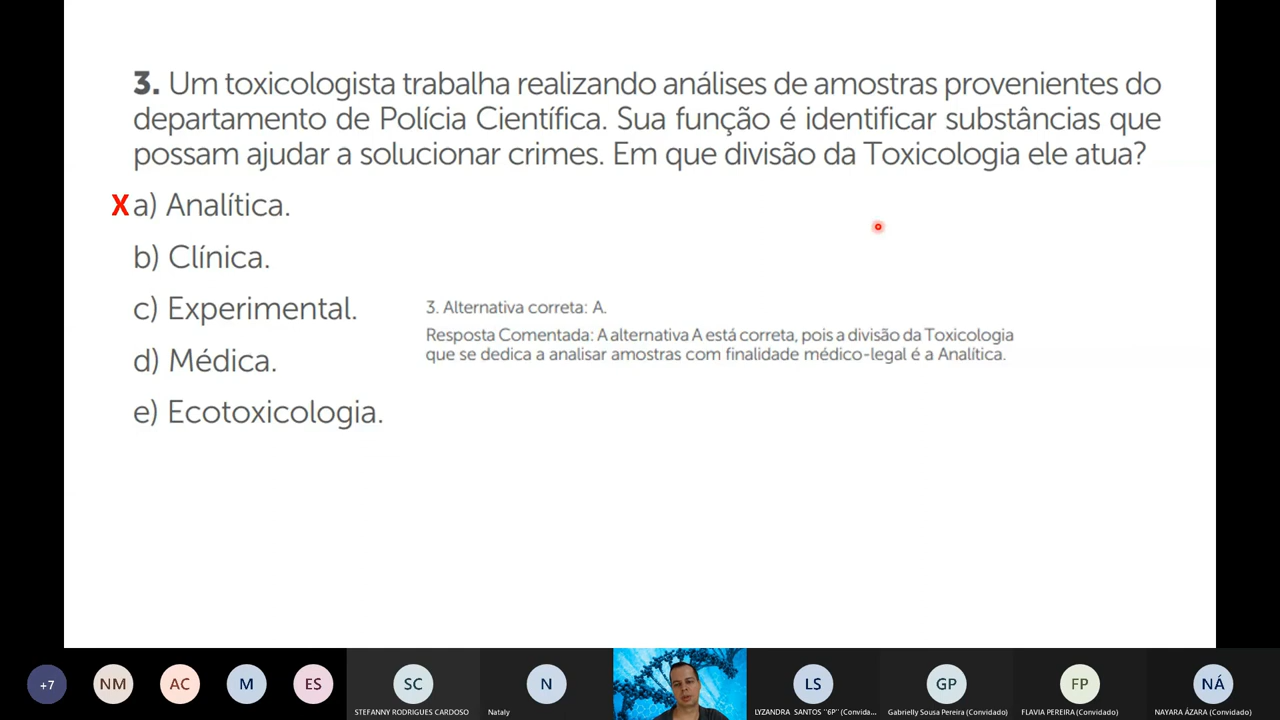 3. Um toxicologista trabalha realizando análises de amostras provenientes do
departamento de Polícia Científica. Sua função é identificar substâncias que
possam ajudar a solucionar crimes. Em que divisão da Toxicologia ele atua?
X a) Analítica.
b) Clínica.
c) Experimental.
d) Médica.
e) Ecotoxicologia.
3. Alternativa correta: A.
Resposta Comentada: A alternativa A está correta, pois a divisão da Toxicologia
que se dedica a analisar amostras com finalidade médico-legal é a Analítica.
+7
NM
AC
M
ES
SC
N
LS
GP
FP
NÁ
STEFANNY RODRIGUES CARDOSO
Nataly
LYZANDRA SANTOS "6P" (Convida...
Gabrielly Sousa Pereira (Convidado)
FLAVIA PEREIRA (Convidado)
NAYARA ÁZARA (Convidado)